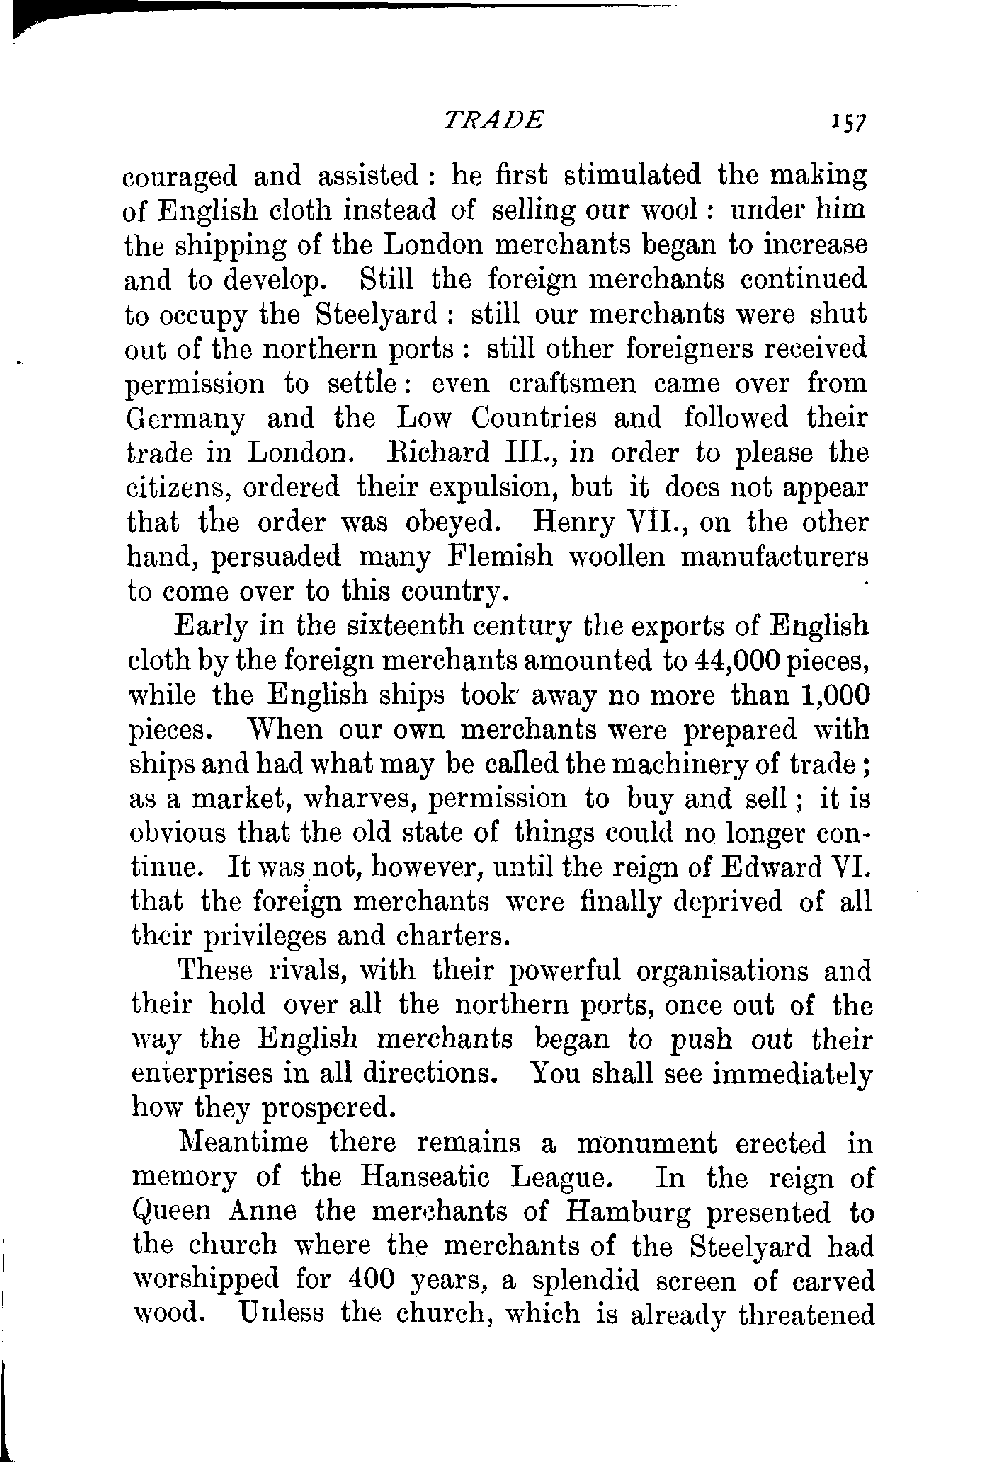 TRADE 157
couraged and assisted : he first stimulated the making
of English cloth instead of selling our wool : under him
the shipping of the London merchants began to increase
and to develop. Still the foreign merchants continued
to occupy the Steelyard : still our merchants were shut
out of the northern ports : still other foreigners received
permission to settle : even craftsmen came over from
Germany and the Low Countries and followed their
trade in London. Richard III., in order to please the
citizens, ordered their expulsion, but it does not appear
that the order was obeyed. Henry VII., on the other
hand, persuaded many Flemish woollen manufacturers
to come over to this country.
Early in the sixteenth century the exports of English
cloth by the foreign merchants amounted to 44,000 pieces,
while the English ships took away no more than 1,000
pieces. When our own merchants were prepared with
ships and had what may be called the machinery of trade ;
as a market, wharves, permission to buy and sell ; it is
obvious that the old state of things could no longer con-
tinue. It was not, however, until the reign of Edward VI.
that the foreign merchants were finally deprived of all
their privileges and charters.
These rivals, with their powerful organisations and
their hold over all the northern ports, once out of the
way the English merchants began to push out their
enterprises in all directions. You shall see immediately
how they prospered.
Meantime there remains a monument erected in
memory of the Hanseatic League. In the reign of
Queen Anne the merchants of Hamburg presented to
the church where the merchants of the Steelyard had
worshipped for 400 years, a splendid screen of carved
wood. Unless the church, which is already threatened